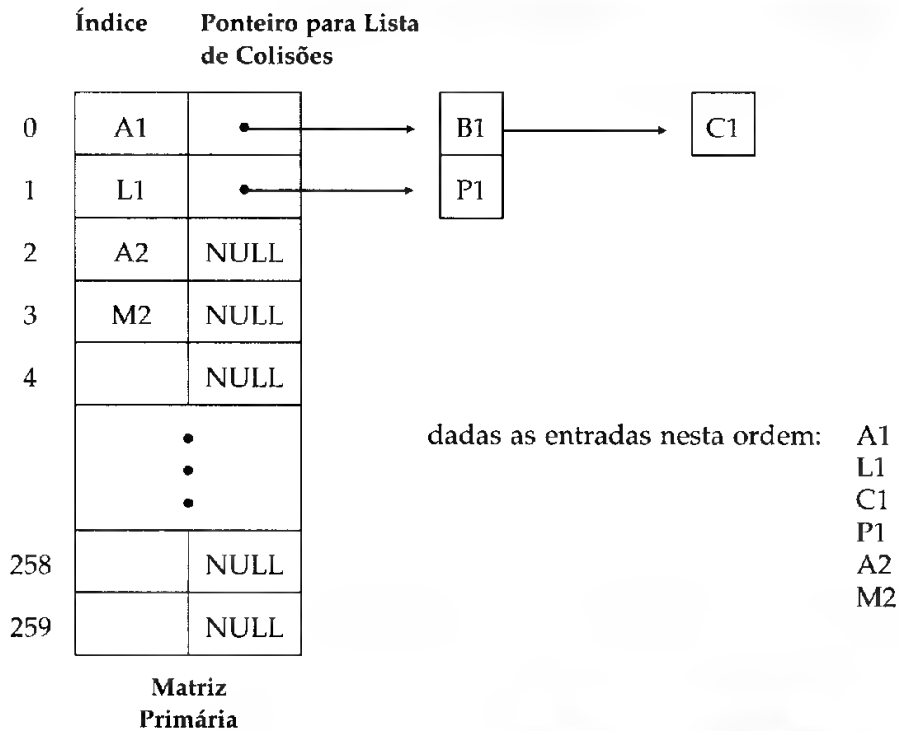 Índice Ponteiro para Lista
de Colisões
0 A1 B1 C1
1 L1 P1
2 A2 NULL
3 M2 NULL
4 NULL
dadas as entradas nesta ordem: A1
L1
C1
P1
A2
M2
258 NULL
259 NULL
Matriz
Primária